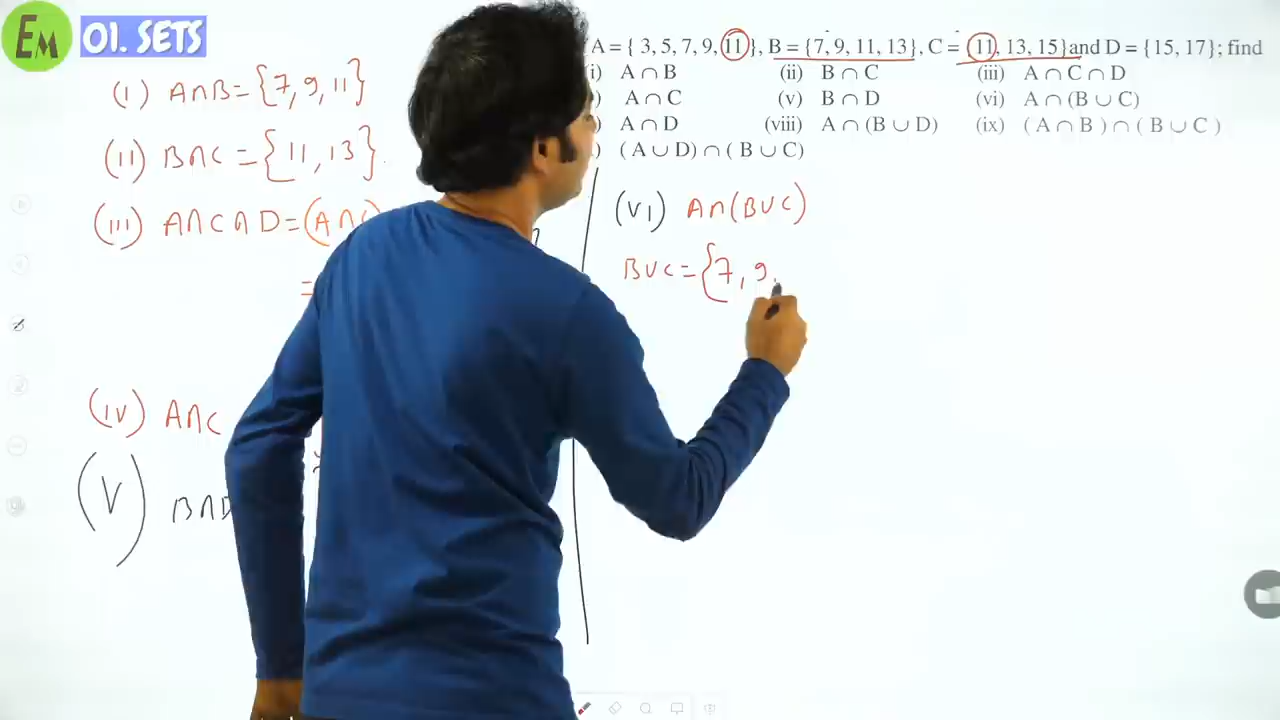 EM 01. SETS
A = { 3, 5, 7, 9, 11 }, B = {7, 9, 11, 13}, C = {11, 13, 15}and D = {15, 17}; find
i) A ∩ B (ii) B ∩ C (iii) A ∩ C ∩ D
) A ∩ C (v) B ∩ D (vi) A ∩ (B ∪ C)
) A ∩ D (viii) A ∩ (B ∪ D) (ix) ( A ∩ B ) ∩ ( B ∪ C )
) ( A ∪ D) ∩ ( B ∪ C)
(I) A∩B= {7, 9, 11}
(II) B∩C = {11, 13}.
(III) A∩C∩D=(A∩C)
=
(IV) A∩C
(V) B∩D
(VI) A∩(B∪C)
B∪C= {7, 9,